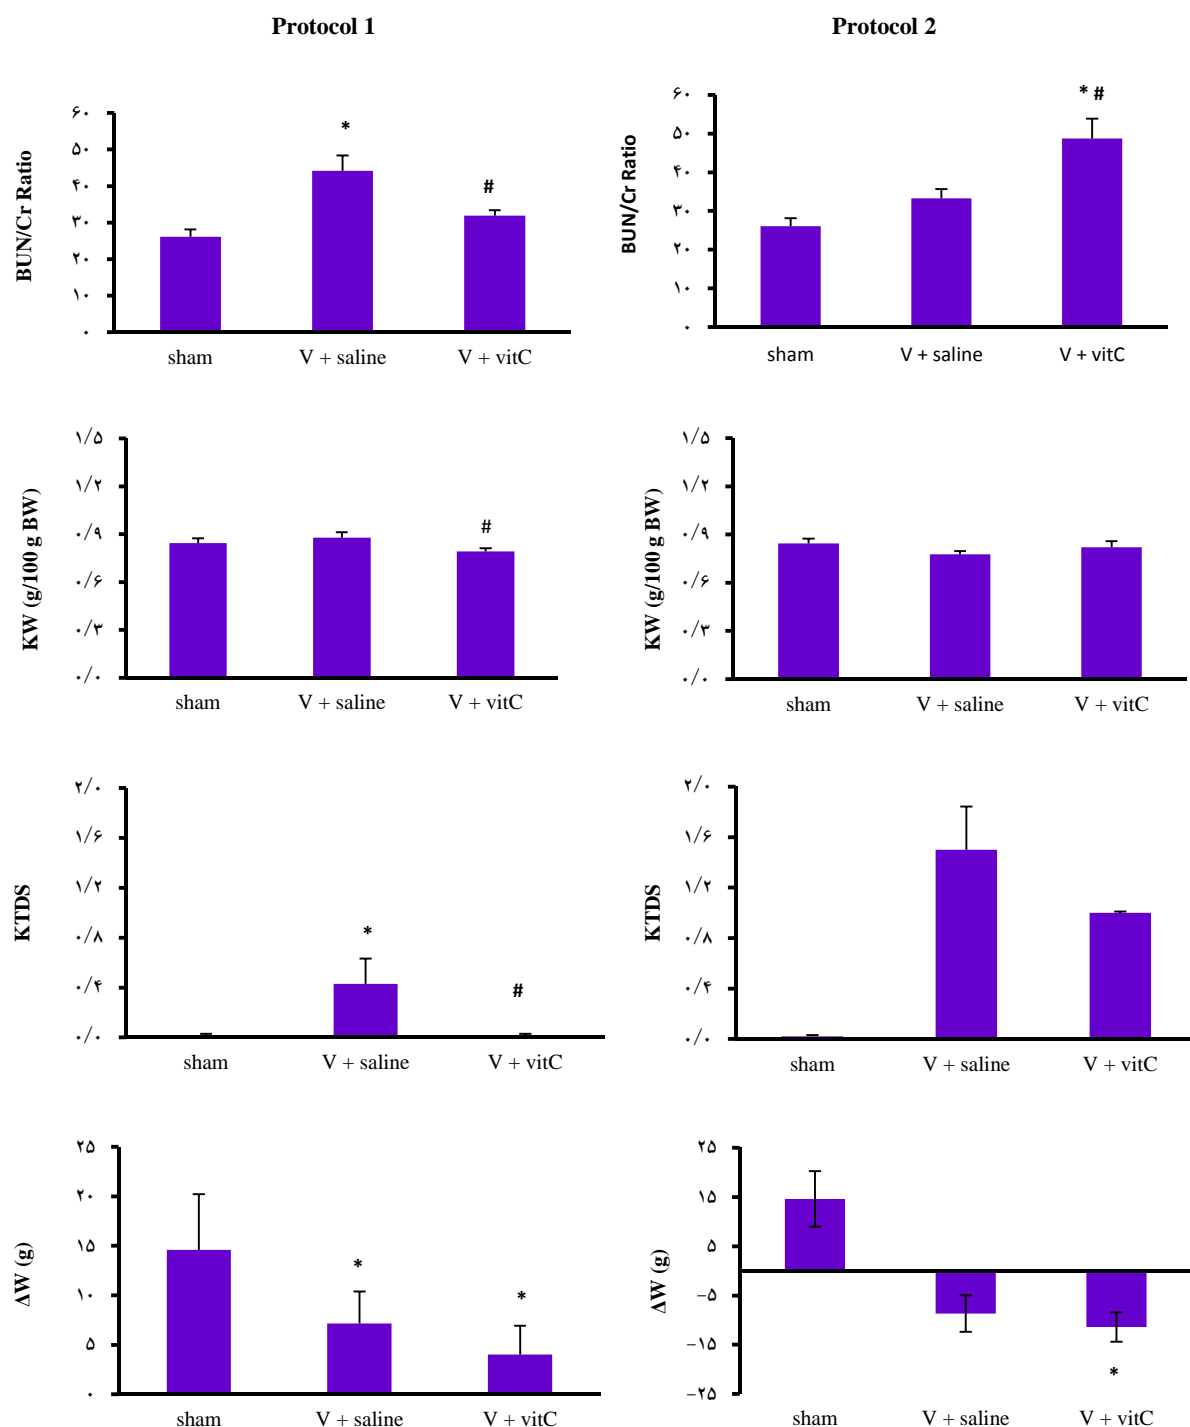 Protocol 1
Protocol 2
BUN/Cr Ratio
۶۰
۵۰
۴۰
۳۰
۲۰
۱۰
۰
*
#
sham
V + saline
V + vitC
BUN/Cr Ratio
۶۰
۵۰
۴۰
۳۰
۲۰
۱۰
۰
* #
sham
V + saline
V + vitC
KW (g/100 g BW)
۱/۵
۱/۲
۰/۹
۰/۶
۰/۳
۰/۰
#
sham
V + saline
V + vitC
KW (g/100 g BW)
۱/۵
۱/۲
۰/۹
۰/۶
۰/۳
۰/۰
sham
V + saline
V + vitC
KTDS
۲/۰
۱/۶
۱/۲
۰/۸
۰/۴
۰/۰
*
#
sham
V + saline
V + vitC
KTDS
۲/۰
۱/۶
۱/۲
۰/۸
۰/۴
۰/۰
sham
V + saline
V + vitC
ΔW (g)
۲۵
۲۰
۱۵
۱۰
۵
۰
*
*
sham
V + saline
V + vitC
ΔW (g)
۲۵
۱۵
۵
−۵
−۱۵
−۲۵
*
sham
V + saline
V + vitC